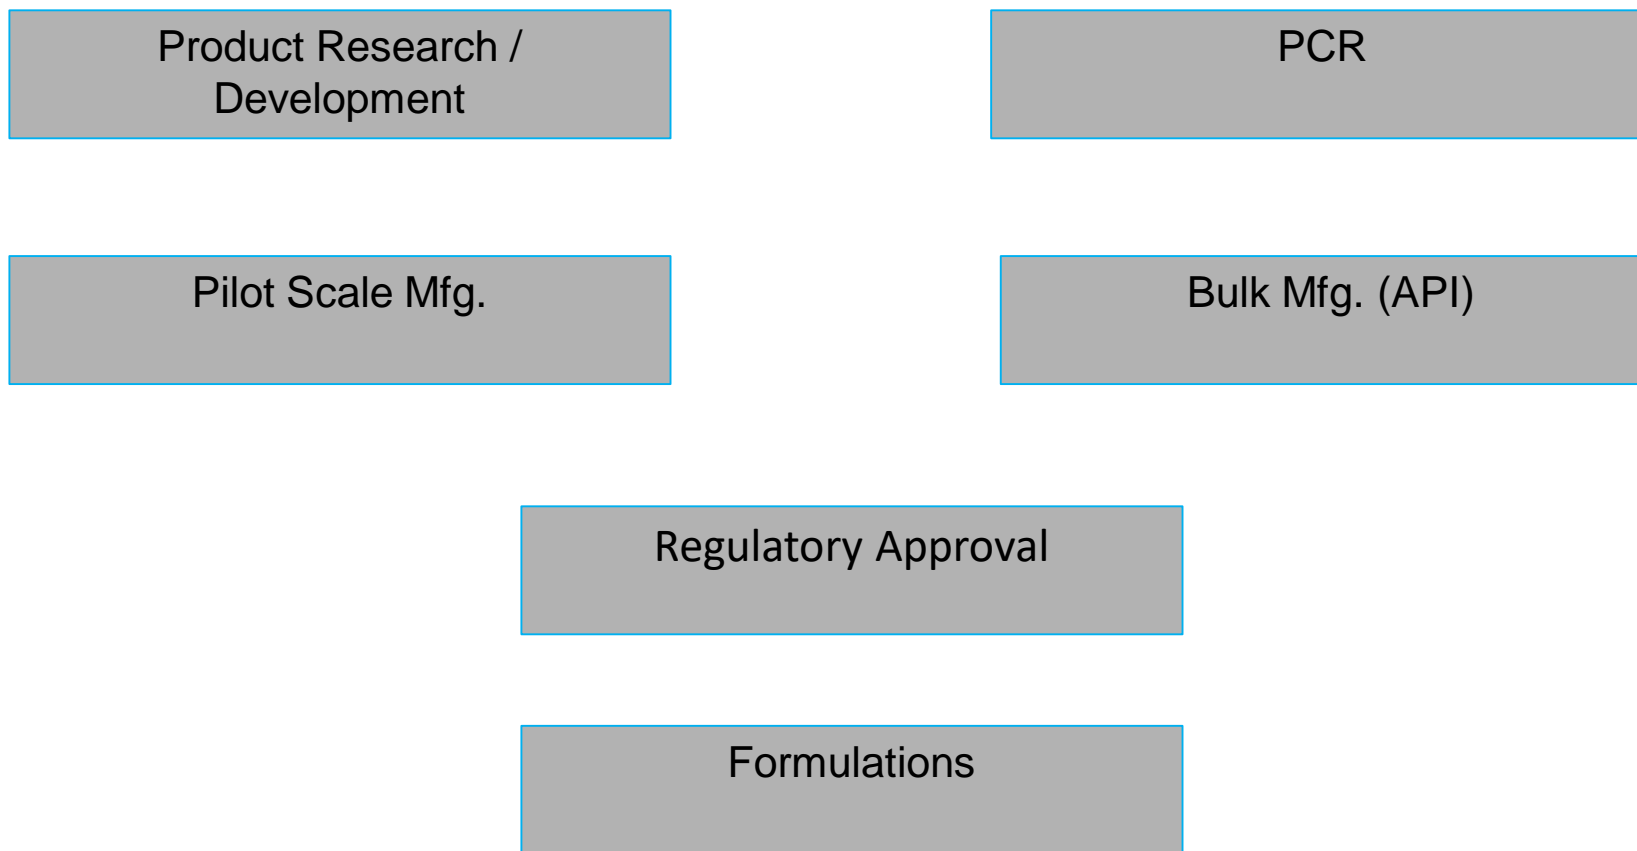 Product Research /
Development
PCR
Pilot Scale Mfg.
Bulk Mfg. (API)
Regulatory Approval
Formulations